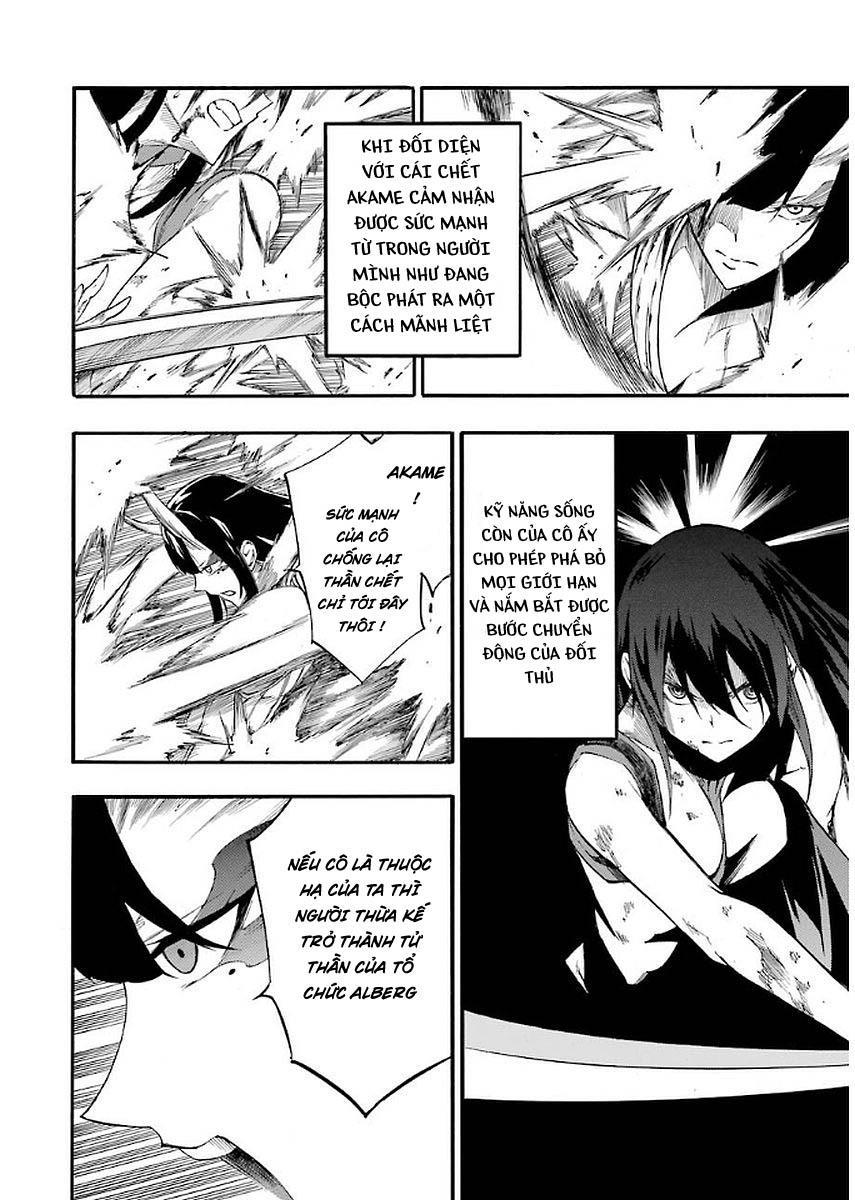 KHI ĐỐI DIỆN
VỚI CÁI CHẾT
AKAME CẢM NHẬN
ĐƯỢC SỨC MẠNH
TỪ TRONG NGƯỜI
MÌNH NHƯ ĐANG
BỘC PHÁT RA MỘT
CÁCH MÃNH LIỆT
KỸ NĂNG SỐNG
CÒN CỦA CÔ ẤY
CHO PHÉP PHÁ BỎ
MỌI GIỚI HẠN
VÀ NẮM BẮT ĐƯỢC
BƯỚC CHUYỂN
ĐỘNG CỦA ĐỐI
THỦ
AKAME
!
SỨC MẠNH
CỦA CÔ
CHỐNG LẠI
THẦN CHẾT
CHỈ TỚI ĐÂY
THÔI !
NẾU CÔ LÀ THUỘC
HẠ CỦA TA THÌ
NGƯỜI THỪA KẾ
TRỞ THÀNH TỬ
THẦN CỦA TỔ
CHỨC ALBERG